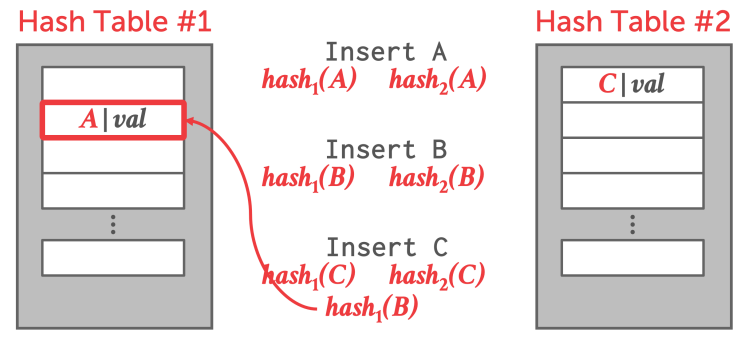 Hash Table #1
A|val
⋮
Insert A
hash₁(A) hash₂(A)
Insert B
hash₁(B) hash₂(B)
Insert C
hash₁(C) hash₂(C)
hash₁(B)
Hash Table #2
C|val
⋮